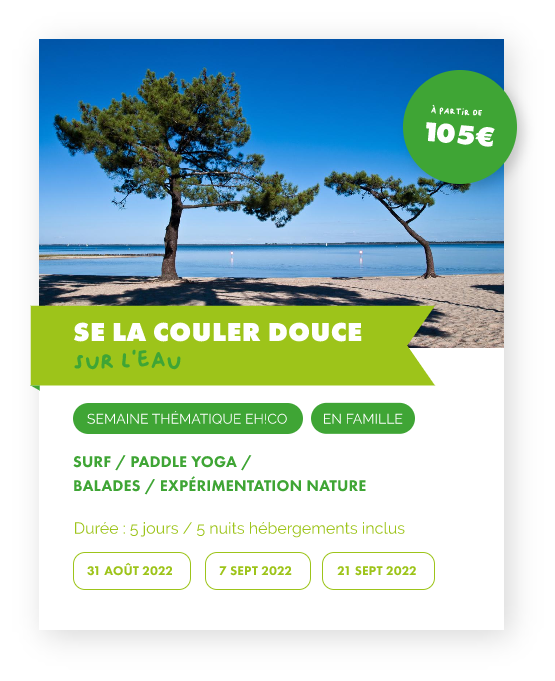 À PARTIR DE
105€
SE LA COULER DOUCE
SUR L'EAU
SEMAINE THÉMATIQUE EH!CO
EN FAMILLE
SURF / PADDLE YOGA /
BALADES / EXPÉRIMENTATION NATURE
Durée : 5 jours / 5 nuits hébergements inclus
31 AOÛT 2022
7 SEPT 2022
21 SEPT 2022